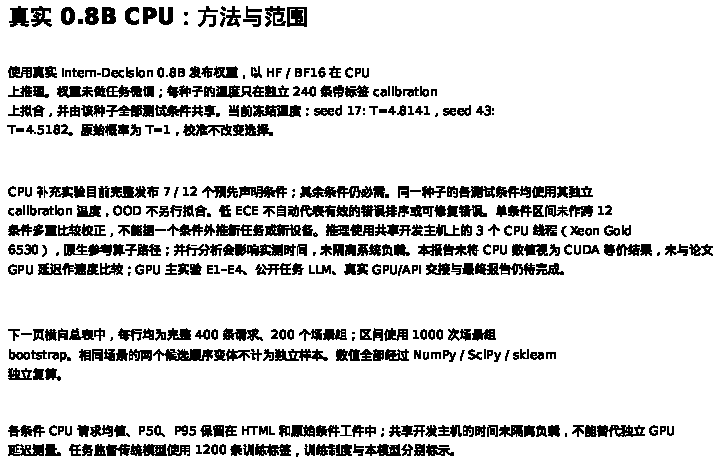 真实 0.8B CPU：方法与范围
使用真实 Intern-Decision 0.8B 发布权重，以 HF / BF16 在 CPU
上推理。权重未做任务微调；每种子的温度只在独立 240 条带标签 calibration
上拟合，并由该种子全部测试条件共享。当前冻结温度：seed 17: T=4.8141，seed 43:
T=4.5182。原始概率为 T=1，校准不改变选择。
CPU 补充实验目前完整发布 7 / 12 个预先声明条件；其余条件仍必需。同一种子的各测试条件均使用其独立
calibration 温度，OOD 不另行拟合。低 ECE 不自动代表有效的错误排序或可修复错误。单条件区间未作跨 12
条件多重比较校正，不能据一个条件外推新任务或新设备。推理使用共享开发主机上的 3 个 CPU 线程（Xeon Gold
6530），原生参考算子路径；并行分析会影响实测时间，未隔离系统负载。本报告未将 CPU 数值视为 CUDA 等价结果，未与论文
GPU 延迟作速度比较；GPU 主实验 E1–E4、公开任务 LLM、真实 GPU/API 交接与最终报告仍待完成。
下一页横向总表中，每行均为完整 400 条请求、200 个场景组；区间使用 1000 次场景组
bootstrap。相同场景的两个候选顺序变体不计为独立样本。数值全部经过 NumPy / SciPy / sklearn
独立复算。
各条件 CPU 请求均值、P50、P95 保留在 HTML 和原始条件工件中；共享开发主机的时间未隔离负载，不能替代独立 GPU
延迟测量。任务监督传统模型使用 1200 条训练标签，训练制度与本模型分别标示。